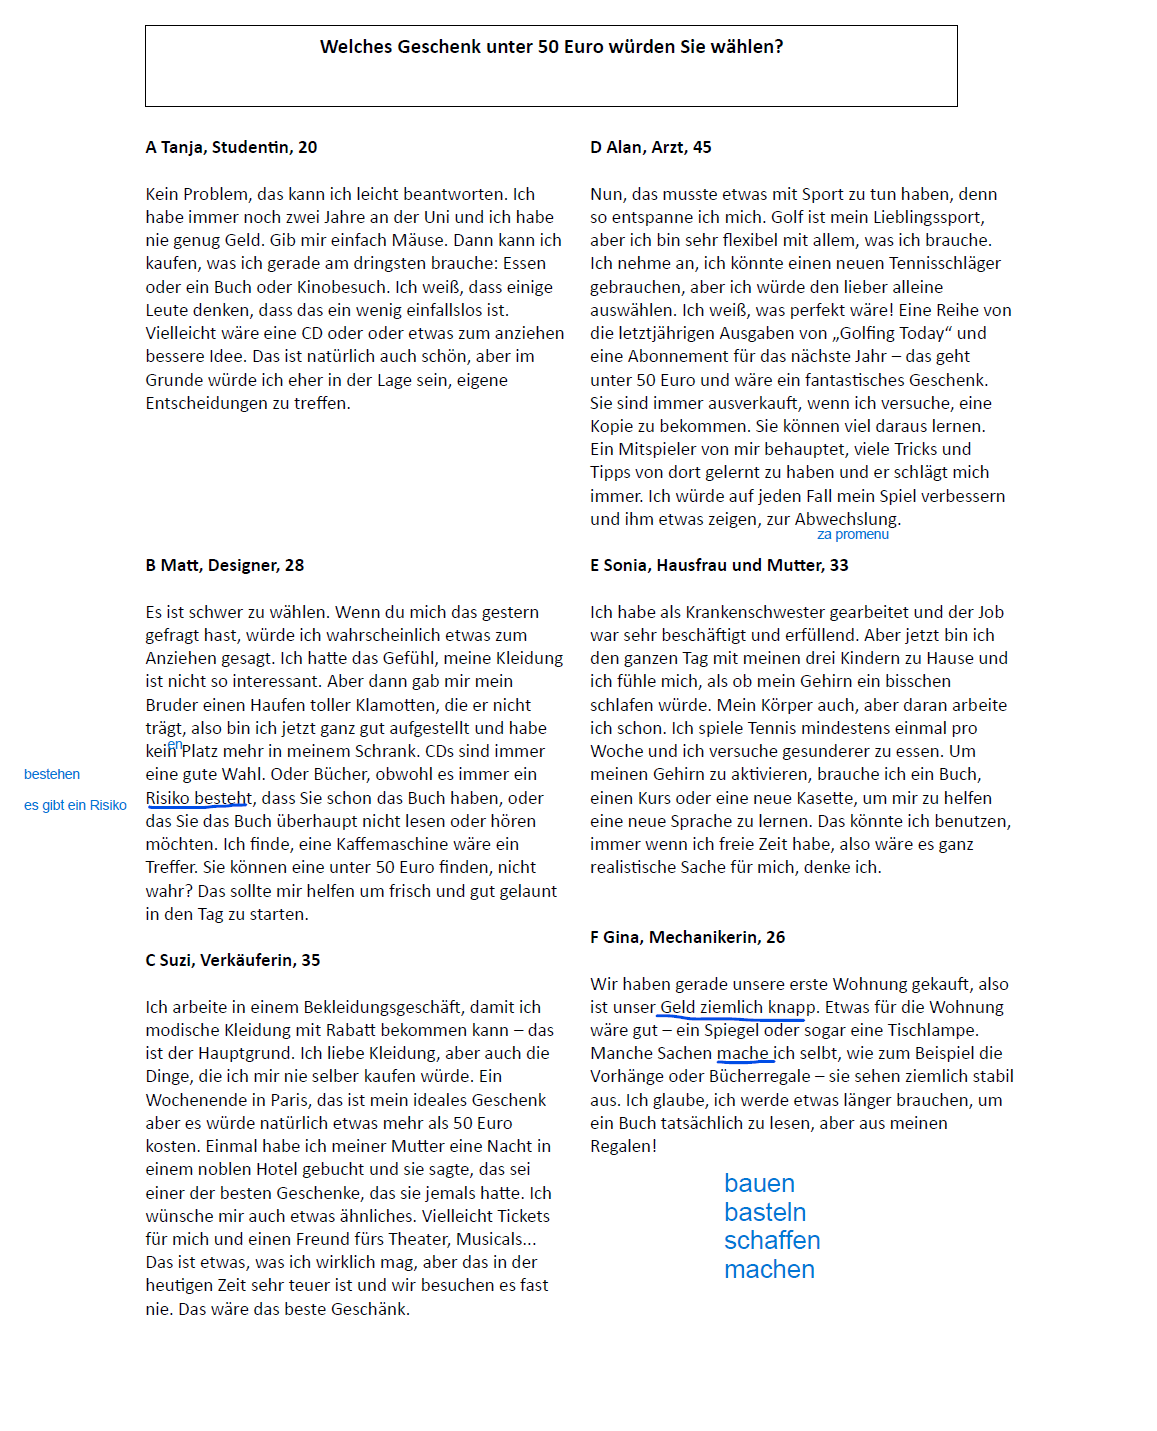 Welches Geschenk unter 50 Euro würden Sie wählen?
A Tanja, Studentin, 20
Kein Problem, das kann ich leicht beantworten. Ich
habe immer noch zwei Jahre an der Uni und ich habe
nie genug Geld. Gib mir einfach Mäuse. Dann kann ich
kaufen, was ich gerade am dringsten brauche: Essen
oder ein Buch oder Kinobesuch. Ich weiß, dass einige
Leute denken, dass das ein wenig einfallslos ist.
Vielleicht wäre eine CD oder oder etwas zum anziehen
bessere Idee. Das ist natürlich auch schön, aber im
Grunde würde ich eher in der Lage sein, eigene
Entscheidungen zu treffen.
B Matt, Designer, 28
Es ist schwer zu wählen. Wenn du mich das gestern
gefragt hast, würde ich wahrscheinlich etwas zum
Anziehen gesagt. Ich hatte das Gefühl, meine Kleidung
ist nicht so interessant. Aber dann gab mir mein
Bruder einen Haufen toller Klamotten, die er nicht
trägt, also bin ich jetzt ganz gut aufgestellt und habe
en
kein Platz mehr in meinem Schrank. CDs sind immer
bestehen
eine gute Wahl. Oder Bücher, obwohl es immer ein
es gibt ein Risiko
Risiko besteht, dass Sie schon das Buch haben, oder
das Sie das Buch überhaupt nicht lesen oder hören
möchten. Ich finde, eine Kaffemaschine wäre ein
Treffer. Sie können eine unter 50 Euro finden, nicht
wahr? Das sollte mir helfen um frisch und gut gelaunt
in den Tag zu starten.
C Suzi, Verkäuferin, 35
Ich arbeite in einem Bekleidungsgeschäft, damit ich
modische Kleidung mit Rabatt bekommen kann – das
ist der Hauptgrund. Ich liebe Kleidung, aber auch die
Dinge, die ich mir nie selber kaufen würde. Ein
Wochenende in Paris, das ist mein ideales Geschenk
aber es würde natürlich etwas mehr als 50 Euro
kosten. Einmal habe ich meiner Mutter eine Nacht in
einem noblen Hotel gebucht und sie sagte, das sei
einer der besten Geschenke, das sie jemals hatte. Ich
wünsche mir auch etwas ähnliches. Vielleicht Tickets
für mich und einen Freund fürs Theater, Musicals...
Das ist etwas, was ich wirklich mag, aber das in der
heutigen Zeit sehr teuer ist und wir besuchen es fast
nie. Das wäre das beste Geschänk.
D Alan, Arzt, 45
Nun, das musste etwas mit Sport zu tun haben, denn
so entspanne ich mich. Golf ist mein Lieblingssport,
aber ich bin sehr flexibel mit allem, was ich brauche.
Ich nehme an, ich könnte einen neuen Tennisschläger
gebrauchen, aber ich würde den lieber alleine
auswählen. Ich weiß, was perfekt wäre! Eine Reihe von
die letztjährigen Ausgaben von „Golfing Today“ und
eine Abonnement für das nächste Jahr – das geht
unter 50 Euro und wäre ein fantastisches Geschenk.
Sie sind immer ausverkauft, wenn ich versuche, eine
Kopie zu bekommen. Sie können viel daraus lernen.
Ein Mitspieler von mir behauptet, viele Tricks und
Tipps von dort gelernt zu haben und er schlägt mich
immer. Ich würde auf jeden Fall mein Spiel verbessern
und ihm etwas zeigen, zur Abwechslung.
za promenu
E Sonia, Hausfrau und Mutter, 33
Ich habe als Krankenschwester gearbeitet und der Job
war sehr beschäftigt und erfüllend. Aber jetzt bin ich
den ganzen Tag mit meinen drei Kindern zu Hause und
ich fühle mich, als ob mein Gehirn ein bisschen
schlafen würde. Mein Körper auch, aber daran arbeite
ich schon. Ich spiele Tennis mindestens einmal pro
Woche und ich versuche gesunderer zu essen. Um
meinen Gehirn zu aktivieren, brauche ich ein Buch,
einen Kurs oder eine neue Kasette, um mir zu helfen
eine neue Sprache zu lernen. Das könnte ich benutzen,
immer wenn ich freie Zeit habe, also wäre es ganz
realistische Sache für mich, denke ich.
F Gina, Mechanikerin, 26
Wir haben gerade unsere erste Wohnung gekauft, also
ist unser Geld ziemlich knapp. Etwas für die Wohnung
wäre gut – ein Spiegel oder sogar eine Tischlampe.
Manche Sachen mache ich selbt, wie zum Beispiel die
Vorhänge oder Bücherregale – sie sehen ziemlich stabil
aus. Ich glaube, ich werde etwas länger brauchen, um
ein Buch tatsächlich zu lesen, aber aus meinen
Regalen!
bauen
basteln
schaffen
machen